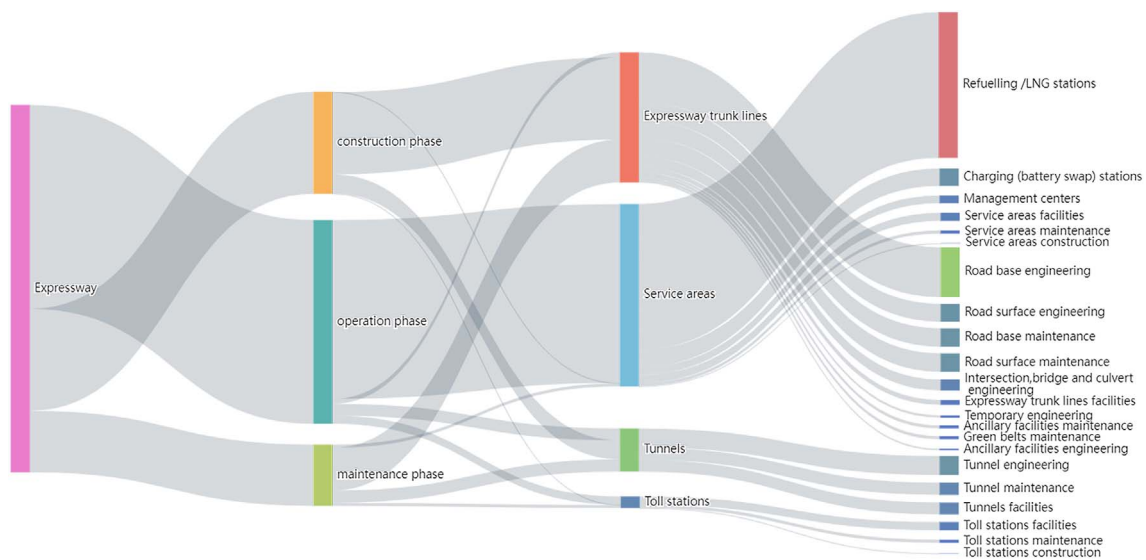 Expressway
construction phase
operation phase
maintenance phase
Expressway trunk lines
Service areas
Tunnels
Toll stations
Refuelling /LNG stations
Charging (battery swap) stations
Management centers
Service areas facilities
Service areas maintenance
Service areas construction
Road base engineering
Road surface engineering
Road base maintenance
Road surface maintenance
Intersection,bridge and culvert
engineering
Expressway trunk lines facilities
Temporary engineering
Ancillary facilities maintenance
Green belts maintenance
Ancillary facilities engineering
Tunnel engineering
Tunnel maintenance
Tunnels facilities
Toll stations facilities
Toll stations maintenance
Toll stations construction